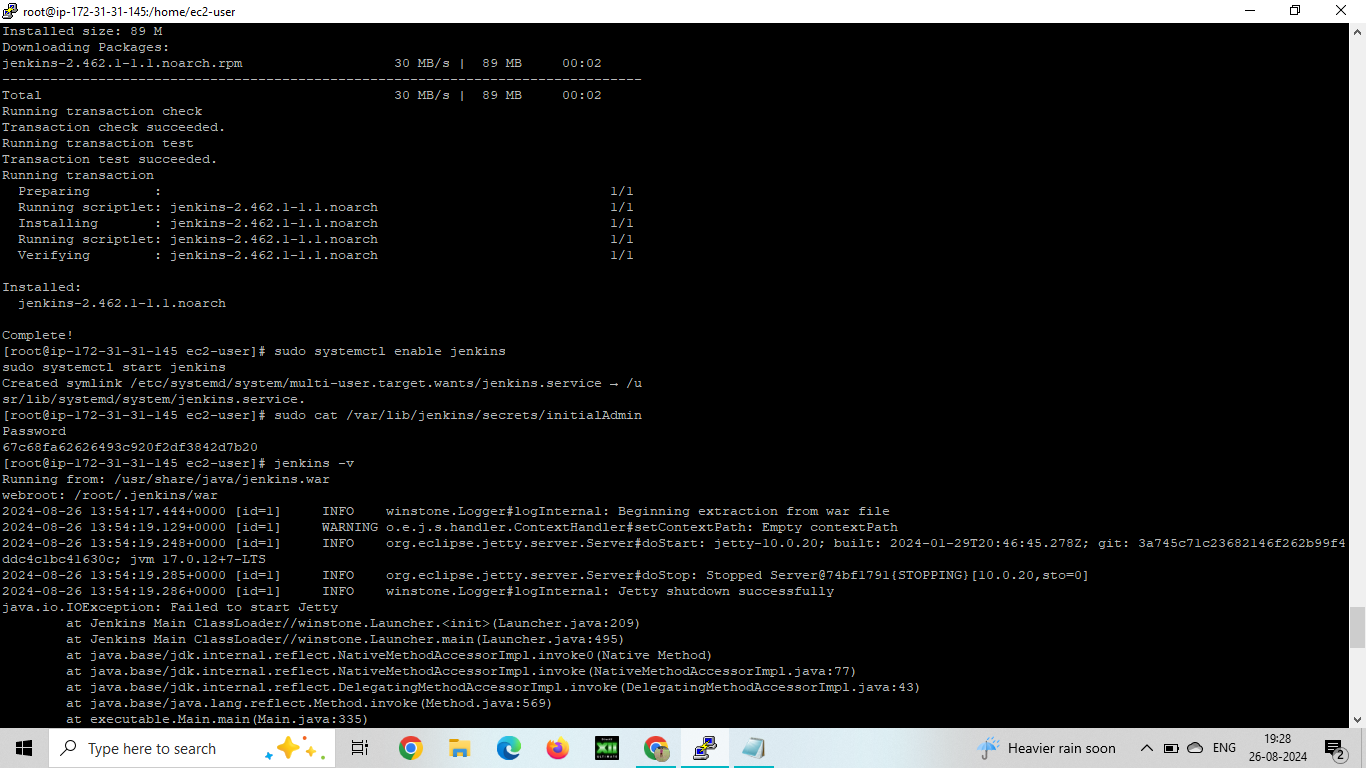 root@ip-172-31-31-145:/home/ec2-user
Installed size: 89 M
Downloading Packages:
jenkins-2.462.1-1.1.noarch.rpm 30 MB/s | 89 MB 00:02
--------------------------------------------------------------------------------
Total 30 MB/s | 89 MB 00:02
Running transaction check
Transaction check succeeded.
Running transaction test
Transaction test succeeded.
Running transaction
Preparing : 1/1
Running scriptlet: jenkins-2.462.1-1.1.noarch 1/1
Installing : jenkins-2.462.1-1.1.noarch 1/1
Running scriptlet: jenkins-2.462.1-1.1.noarch 1/1
Verifying : jenkins-2.462.1-1.1.noarch 1/1
Installed:
jenkins-2.462.1-1.1.noarch
Complete!
[root@ip-172-31-31-145 ec2-user]# sudo systemctl enable jenkins
sudo systemctl start jenkins
Created symlink /etc/systemd/system/multi-user.target.wants/jenkins.service → /u
sr/lib/systemd/system/jenkins.service.
[root@ip-172-31-31-145 ec2-user]# sudo cat /var/lib/jenkins/secrets/initialAdmin
Password
67c68fa62626493c920f2df3842d7b20
[root@ip-172-31-31-145 ec2-user]# jenkins -v
Running from: /usr/share/java/jenkins.war
webroot: /root/.jenkins/war
2024-08-26 13:54:17.444+0000 [id=1] INFO winstone.Logger#logInternal: Beginning extraction from war file
2024-08-26 13:54:19.129+0000 [id=1] WARNING o.e.j.s.handler.ContextHandler#setContextPath: Empty contextPath
2024-08-26 13:54:19.248+0000 [id=1] INFO org.eclipse.jetty.server.Server#doStart: jetty-10.0.20; built: 2024-01-29T20:46:45.278Z; git: 3a745c71c23682146f262b99f4
ddc4c1bc41630c; jvm 17.0.12+7-LTS
2024-08-26 13:54:19.285+0000 [id=1] INFO org.eclipse.jetty.server.Server#doStop: Stopped Server@74bf1791{STOPPING}[10.0.20,sto=0]
2024-08-26 13:54:19.286+0000 [id=1] INFO winstone.Logger#logInternal: Jetty shutdown successfully
java.io.IOException: Failed to start Jetty
at Jenkins Main ClassLoader//winstone.Launcher.<init>(Launcher.java:209)
at Jenkins Main ClassLoader//winstone.Launcher.main(Launcher.java:495)
at java.base/jdk.internal.reflect.NativeMethodAccessorImpl.invoke0(Native Method)
at java.base/jdk.internal.reflect.NativeMethodAccessorImpl.invoke(NativeMethodAccessorImpl.java:77)
at java.base/jdk.internal.reflect.DelegatingMethodAccessorImpl.invoke(DelegatingMethodAccessorImpl.java:43)
at java.base/java.lang.reflect.Method.invoke(Method.java:569)
at executable.Main.main(Main.java:335)
Type here to search
XII
Heavier rain soon
ENG
19:28
26-08-2024
2